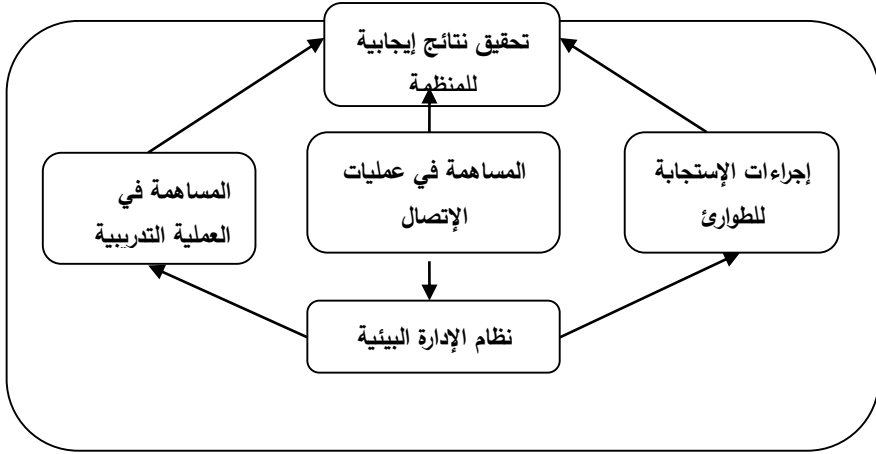 تحقيق نتائج إيجابية
للمنظمة
إجراءات الإستجابة
للطوارئ
المساهمة في عمليات
الإتصال
المساهمة في
العملية التدريبية
نظام الإدارة البيئية